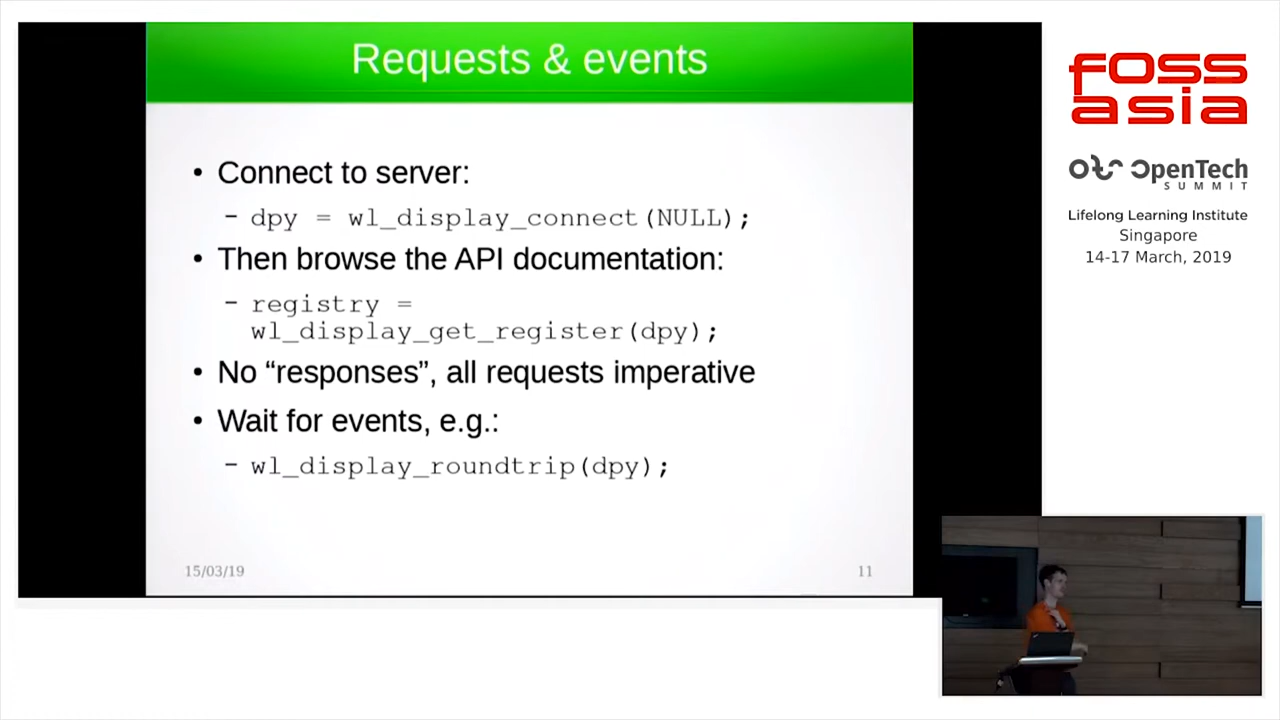 Requests & events
• Connect to server:
– dpy = wl_display_connect(NULL);
• Then browse the API documentation:
– registry =
wl_display_get_register(dpy);
• No “responses”, all requests imperative
• Wait for events, e.g.:
– wl_display_roundtrip(dpy);
15/03/19
11
fOSS
asia
OpenTech
SUMMIT
Lifelong Learning Institute
Singapore
14-17 March, 2019